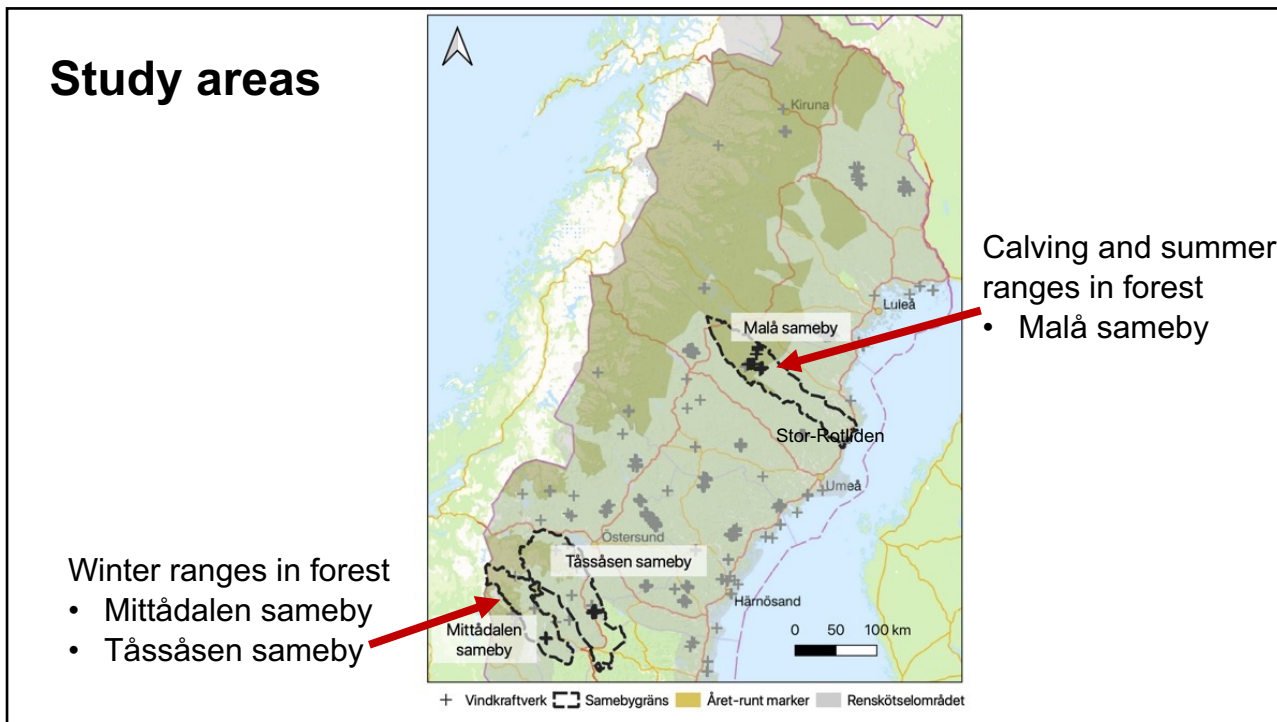 Study areas
Kiruna
Calving and summer
ranges in forest
• Malå sameby
Luleå
Malå sameby
Stor-Rotliden
Umeå
Östersund
Tåssåsen sameby
Winter ranges in forest
• Mittådalen sameby
• Tåssåsen sameby
Härnösand
Mittådalen
sameby
0 50 100 km
Vindkraftverk Samebygräns Året-runt marker Renskötselområdet